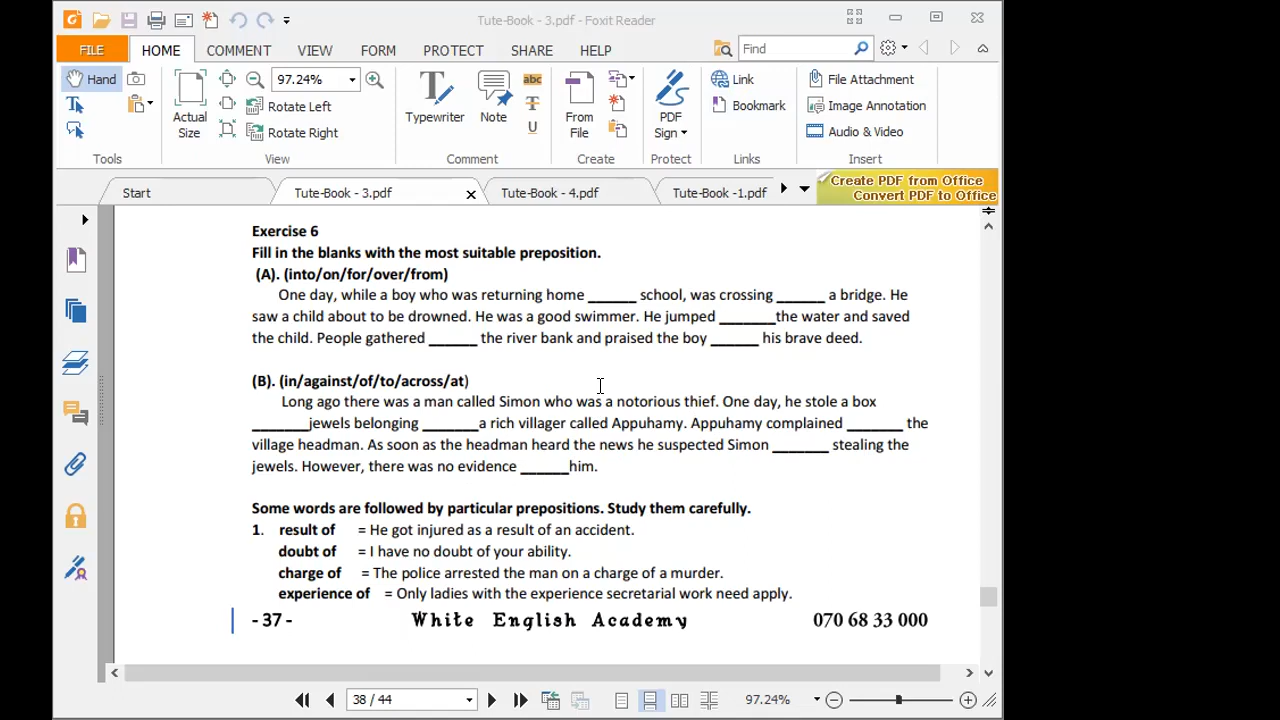 Tute-Book - 3.pdf - Foxit Reader
FILE HOME COMMENT VIEW FORM PROTECT SHARE HELP Find
Hand Actual Size 97.24% Rotate Left Rotate Right Typewriter abc T U Note From File PDF Sign Link Bookmark File Attachment Image Annotation Audio & Video
Tools View Comment Create Protect Links Insert
Start Tute-Book - 3.pdf Tute-Book - 4.pdf Tute-Book -1.pdf Create PDF from Office
Convert PDF to Office
Exercise 6
Fill in the blanks with the most suitable preposition.
(A). (into/on/for/over/from)
One day, while a boy who was returning home ______ school, was crossing ______ a bridge. He
saw a child about to be drowned. He was a good swimmer. He jumped _______the water and saved
the child. People gathered ______ the river bank and praised the boy ______ his brave deed.
(B). (in/against/of/to/across/at)
Long ago there was a man called Simon who was a notorious thief. One day, he stole a box
_______jewels belonging _______a rich villager called Appuhamy. Appuhamy complained _______ the
village headman. As soon as the headman heard the news he suspected Simon _______ stealing the
jewels. However, there was no evidence ______him.
Some words are followed by particular prepositions. Study them carefully.
1. result of = He got injured as a result of an accident.
doubt of = I have no doubt of your ability.
charge of = The police arrested the man on a charge of a murder.
experience of = Only ladies with the experience secretarial work need apply.
- 37 - White English Academy 070 68 33 000
38 / 44 97.24%